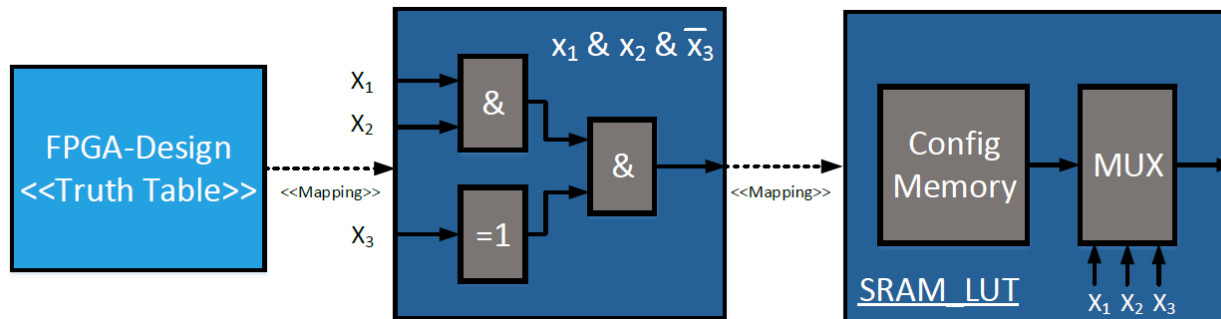 FPGA-Design
<<Truth Table>>
<<Mapping>>
X₁
X₂
X₃
x₁ & x₂ & x̅₃
&
=1
&
<<Mapping>>
Config
Memory
MUX
SRAM_LUT
X₁ X₂ X₃